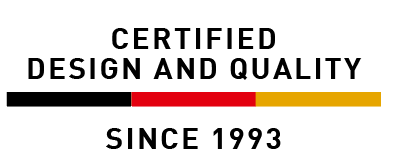 CERTIFIED
DESIGN AND QUALITY
SINCE 1993